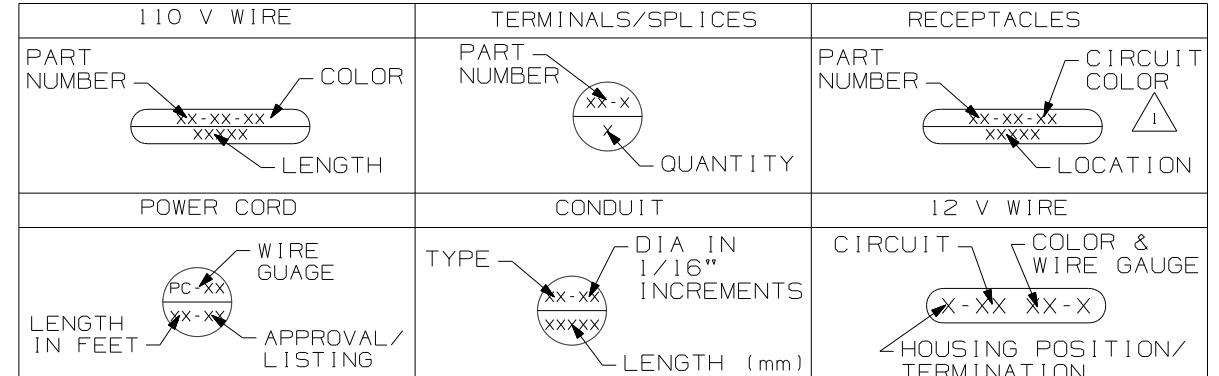 110 V WIRE
TERMINALS/SPLICES
RECEPTACLES
PART
NUMBER
COLOR
XX-XX-XX
XXXXX
LENGTH
PART
NUMBER
XX-X
X
QUANTITY
PART
NUMBER
CIRCUIT
COLOR
1
XX-XX-XX
XXXXX
LOCATION
POWER CORD
CONDUIT
12 V WIRE
WIRE
GUAGE
PC-XX
XX-XX
LENGTH
IN FEET
APPROVAL/
LISTING
TYPE
DIA IN
1/16"
INCREMENTS
XX-XX
XXXXX
LENGTH (mm)
CIRCUIT
COLOR &
WIRE GAUGE
X-XX XX-X
HOUSING POSITION/
TERMINATION